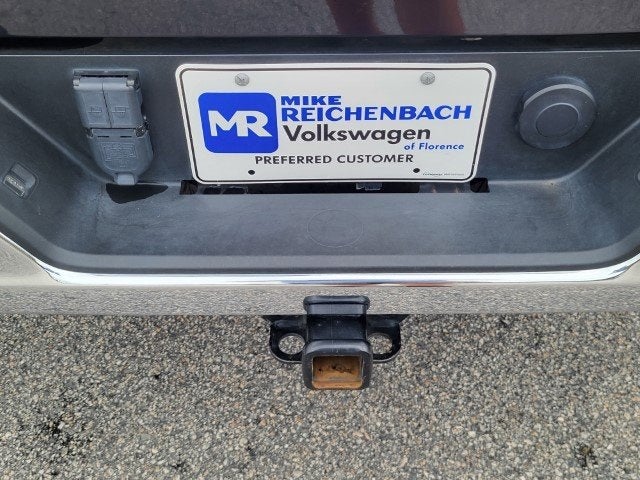 MR
MIKE
REICHENBACH
Volkswagen
of Florence
PREFERRED CUSTOMER